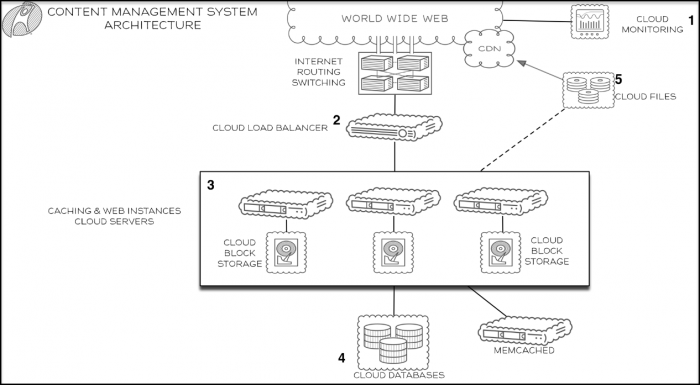 CONTENT MANAGEMENT SYSTEM
ARCHITECTURE
WORLD WIDE WEB
CDN
CLOUD
MONITORING
1
INTERNET
ROUTING
SWITCHING
5
CLOUD FILES
2
CLOUD LOAD BALANCER
3
CACHING & WEB INSTANCES
CLOUD SERVERS
CLOUD
BLOCK
STORAGE
CLOUD
BLOCK
STORAGE
4
CLOUD DATABASES
MEMCACHED